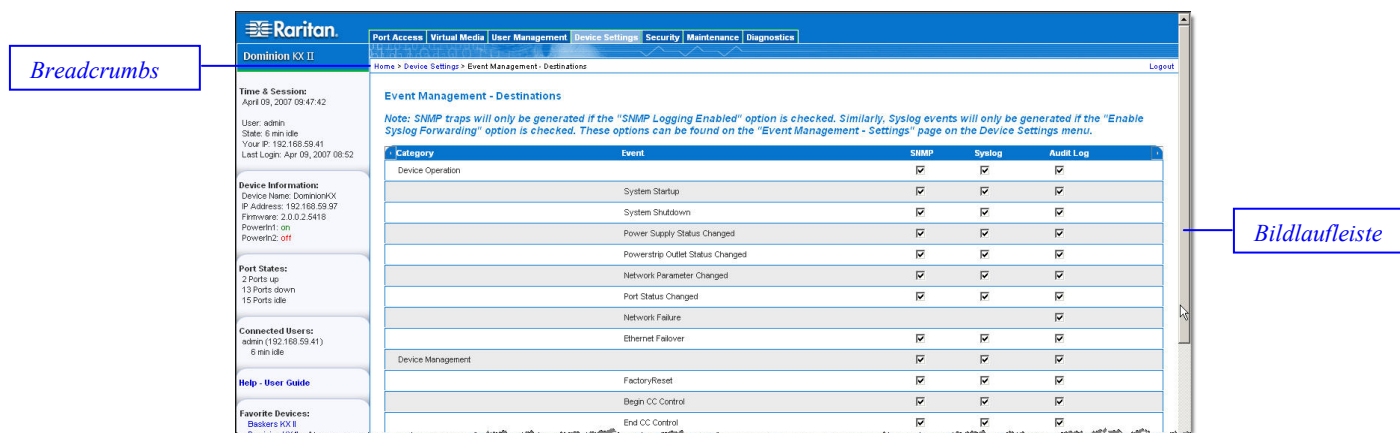 Raritan.
Dominion KX II
Port Access Virtual Media User Management Device Settings Security Maintenance Diagnostics
Breadcrumbs
Home > Device Settings > Event Management - Destinations
Logout
Time & Session:
April 09, 2007 09:47:42
User: admin
State: 6 min idle
Your IP: 192.168.59.41
Last Login: Apr 09, 2007 08:52
Device Information:
Device Name: DominionKX
IP Address: 192.168.59.97
Firmware: 2.0.0.2.5418
PowerIn1: on
PowerIn2: off
Port States:
2 Ports up
13 Ports down
15 Ports idle
Connected Users:
admin (192.168.59.41)
6 min idle
Help - User Guide
Favorite Devices:
Baskers KX II
Event Management - Destinations
Note: SNMP traps will only be generated if the "SNMP Logging Enabled" option is checked. Similarly, Syslog events will only be generated if the "Enable
Syslog Forwarding" option is checked. These options can be found on the "Event Management - Settings" page on the Device Settings menu.
Category Event SNMP Syslog Audit Log
Device Operation
System Startup
System Shutdown
Power Supply Status Changed
Powerstrip Outlet Status Changed
Network Parameter Changed
Port Status Changed
Network Failure
Ethernet Failover
Device Management
FactoryReset
Begin CC Control
End CC Control
Bildlaufleiste